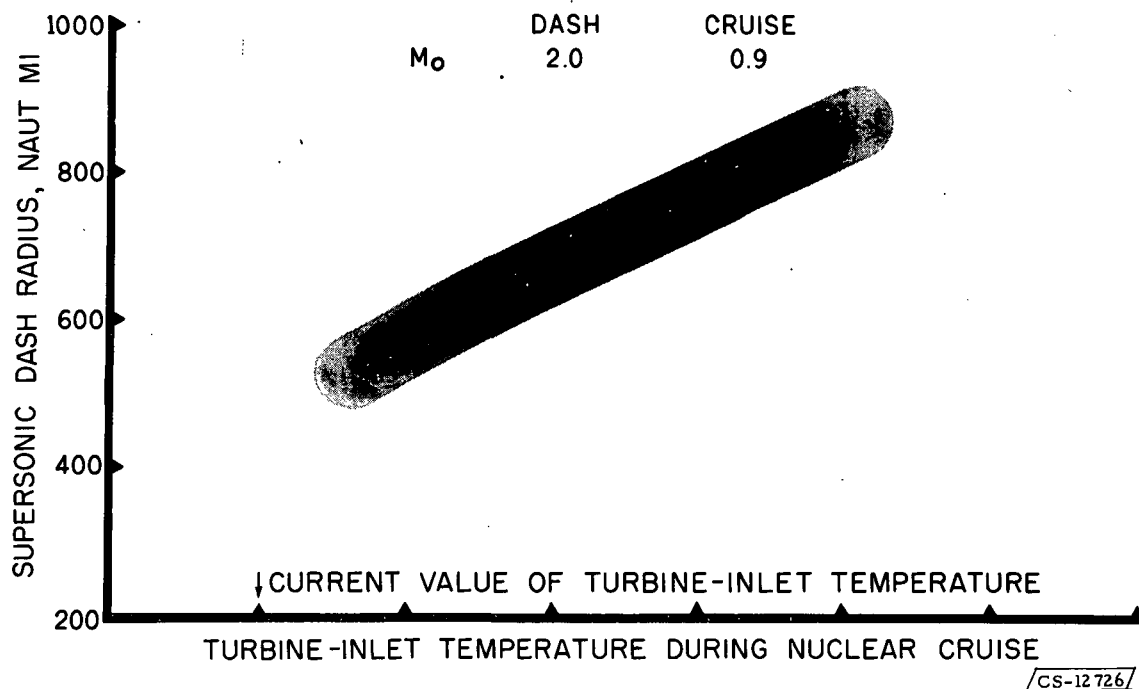 DASH CRUISE
M₀ 2.0 0.9
SUPERSONIC DASH RADIUS, NAUT MI
1000
800
600
400
200
↓CURRENT VALUE OF TURBINE-INLET TEMPERATURE
TURBINE-INLET TEMPERATURE DURING NUCLEAR CRUISE
CS-12726